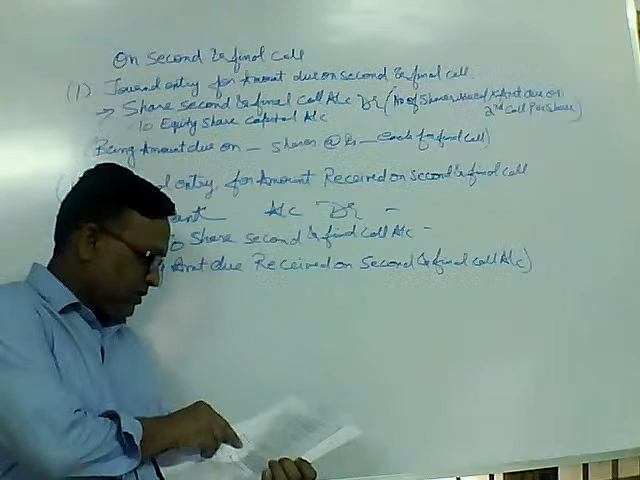 On Second & final call
(1) Journal entry for Amount due on second & final call.
→ Share second & final call A/c Dr (No of Shares issued × Amt due on
2nd Call Per Share)
To Equity Share capital A/c
Being Amount due on _ Shares @ Rs _ each for final call)
entry for Amount Received on second & final call
A/c Dr -
To Share second & final call A/c -
Amt due Received on Second & final call A/c)